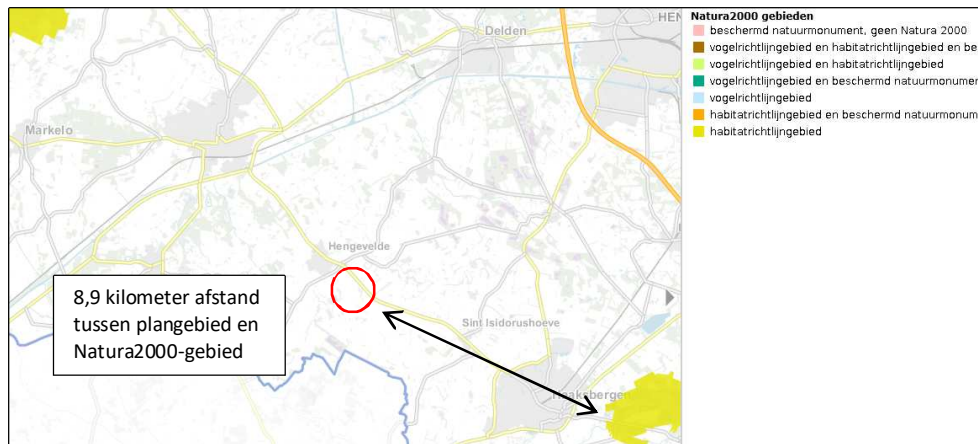 Delden
HEN
Markelo
Hengevelde
Sint Isidorushoeve
Haaksbergen
8,9 kilometer afstand
tussen plangebied en
Natura2000-gebied
Natura2000 gebieden
beschermd natuurmonument, geen Natura 2000
vogelrichtlijngebied en habitatrichtlijngebied en be
vogelrichtlijngebied en habitatrichtlijngebied
vogelrichtlijngebied en beschermd natuurmonumen
vogelrichtlijngebied
habitatrichtlijngebied en beschermd natuurmonum
habitatrichtlijngebied